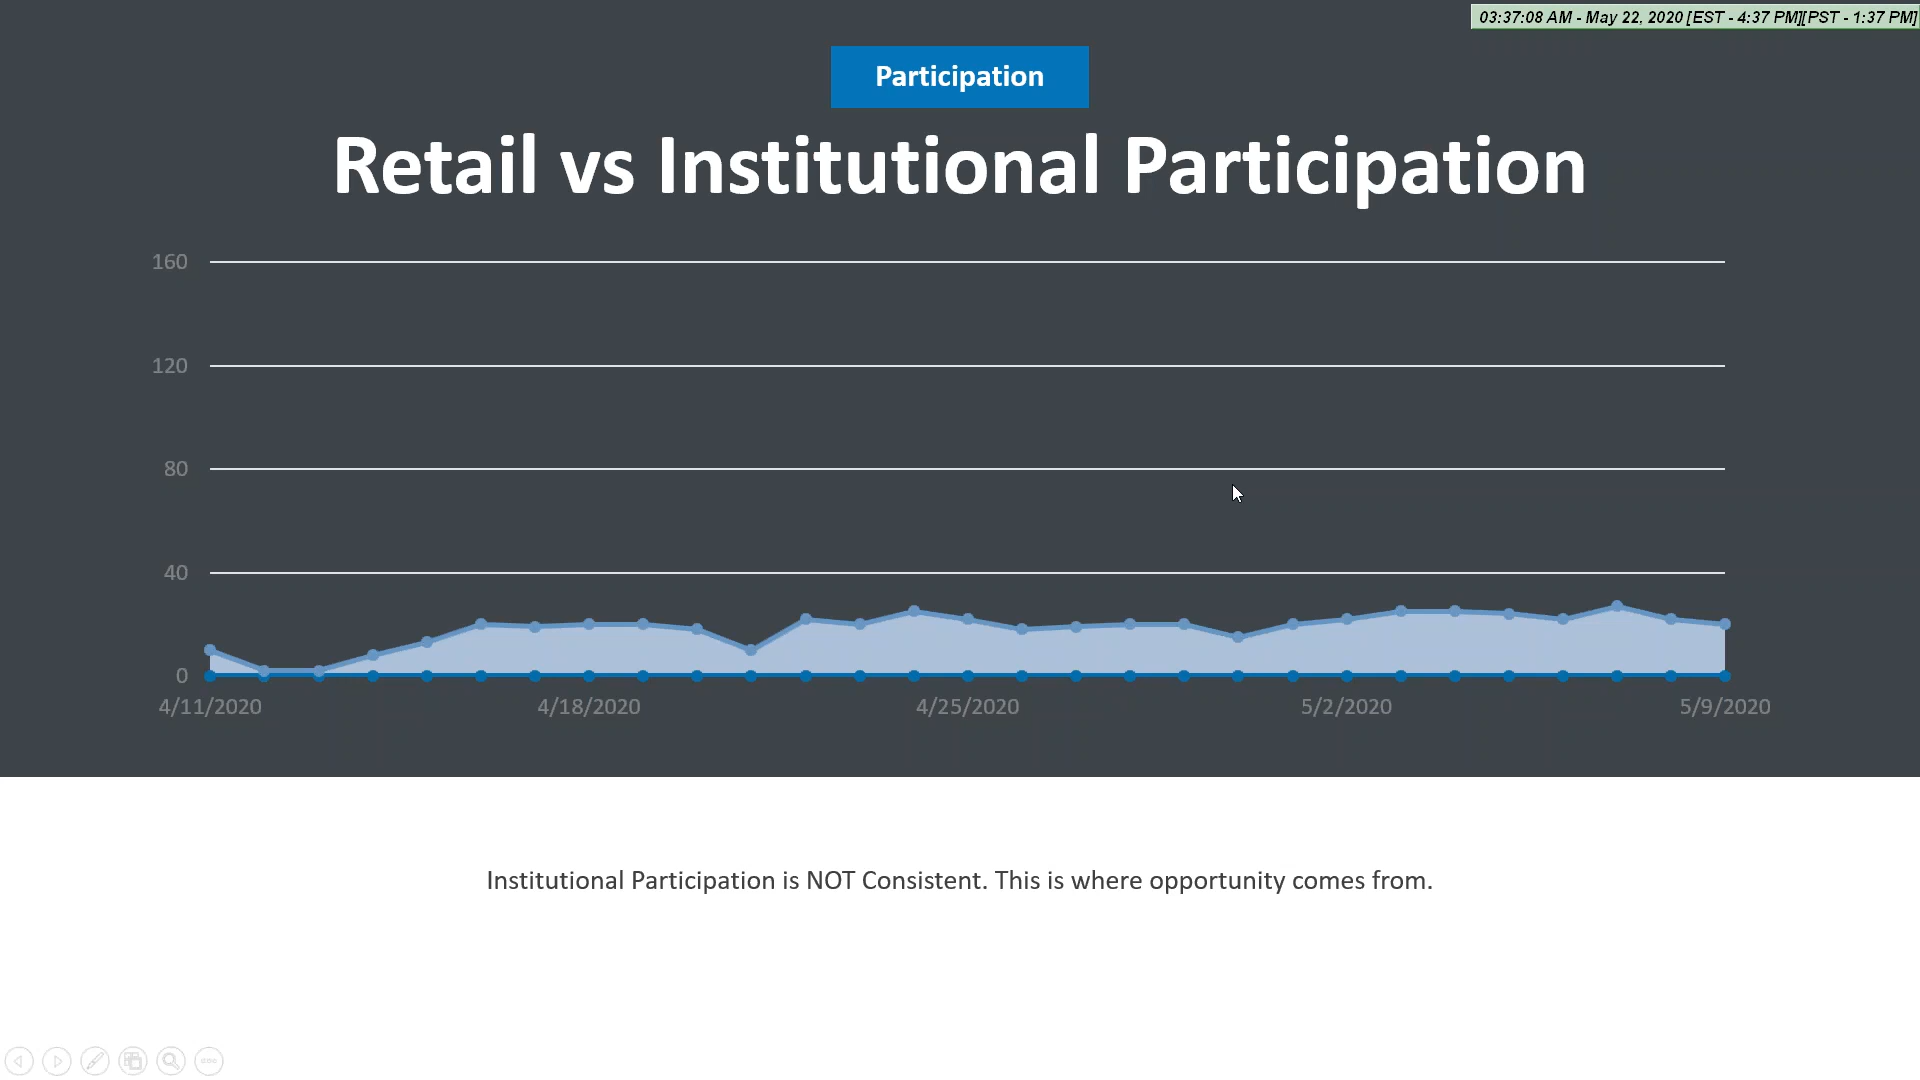 03:37:08 AM - May 22, 2020 [EST - 4:37 PM][PST - 1:37 PM]
Participation
Retail vs Institutional Participation
160
120
80
40
0
4/11/2020 4/18/2020 4/25/2020 5/2/2020 5/9/2020
Institutional Participation is NOT Consistent. This is where opportunity comes from.